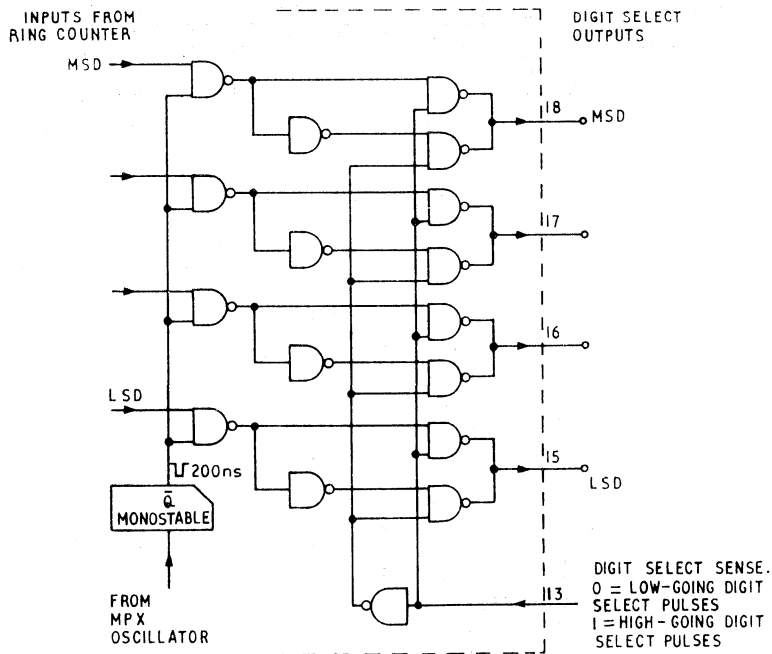 INPUTS FROM
RING COUNTER
DIGIT SELECT
OUTPUTS
MSD
18
MSD
17
16
LSD
15
LSD
200ns
Q̅
MONOSTABLE
FROM
MPX
OSCILLATOR
13
DIGIT SELECT SENSE.
0 = LOW-GOING DIGIT
SELECT PULSES
1 = HIGH-GOING DIGIT
SELECT PULSES